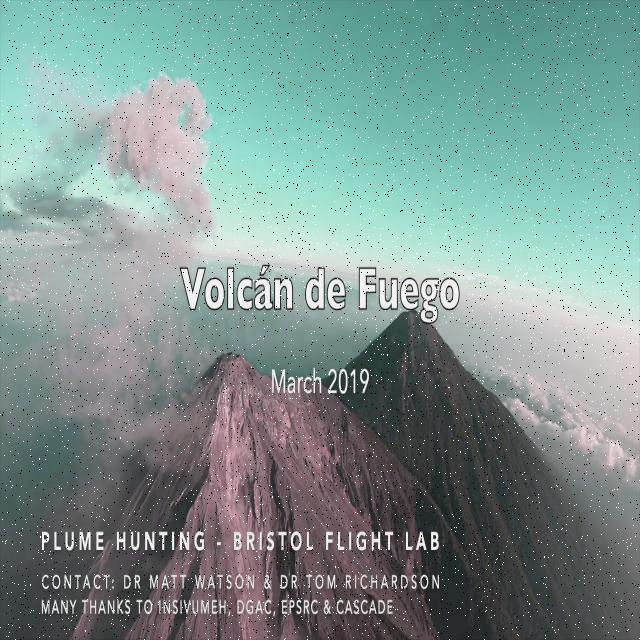 Volcán de Fuego
March 2019
PLUME HUNTING - BRISTOL FLIGHT LAB
CONTACT: DR MATT WATSON & DR TOM RICHARDSON
MANY THANKS TO INSIVUMEH, DGAC, EPSRC & CASCADE